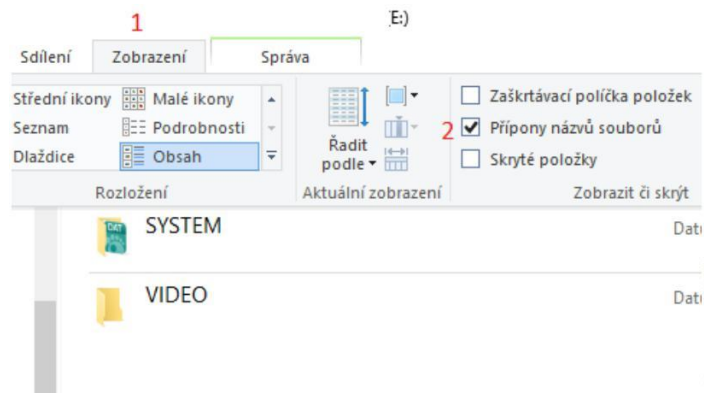 1
E:)
Sdílení Zobrazení Správa
Střední ikony Malé ikony
Seznam Podrobnosti
Dlaždice Obsah
Rozložení
Řadit
podle
Aktuální zobrazení
Zaškrtávací políčka položek
2 Přípony názvů souborů
Skryté položky
Zobrazit či skrýt
DAT
SYSTEM Dat
VIDEO Dat